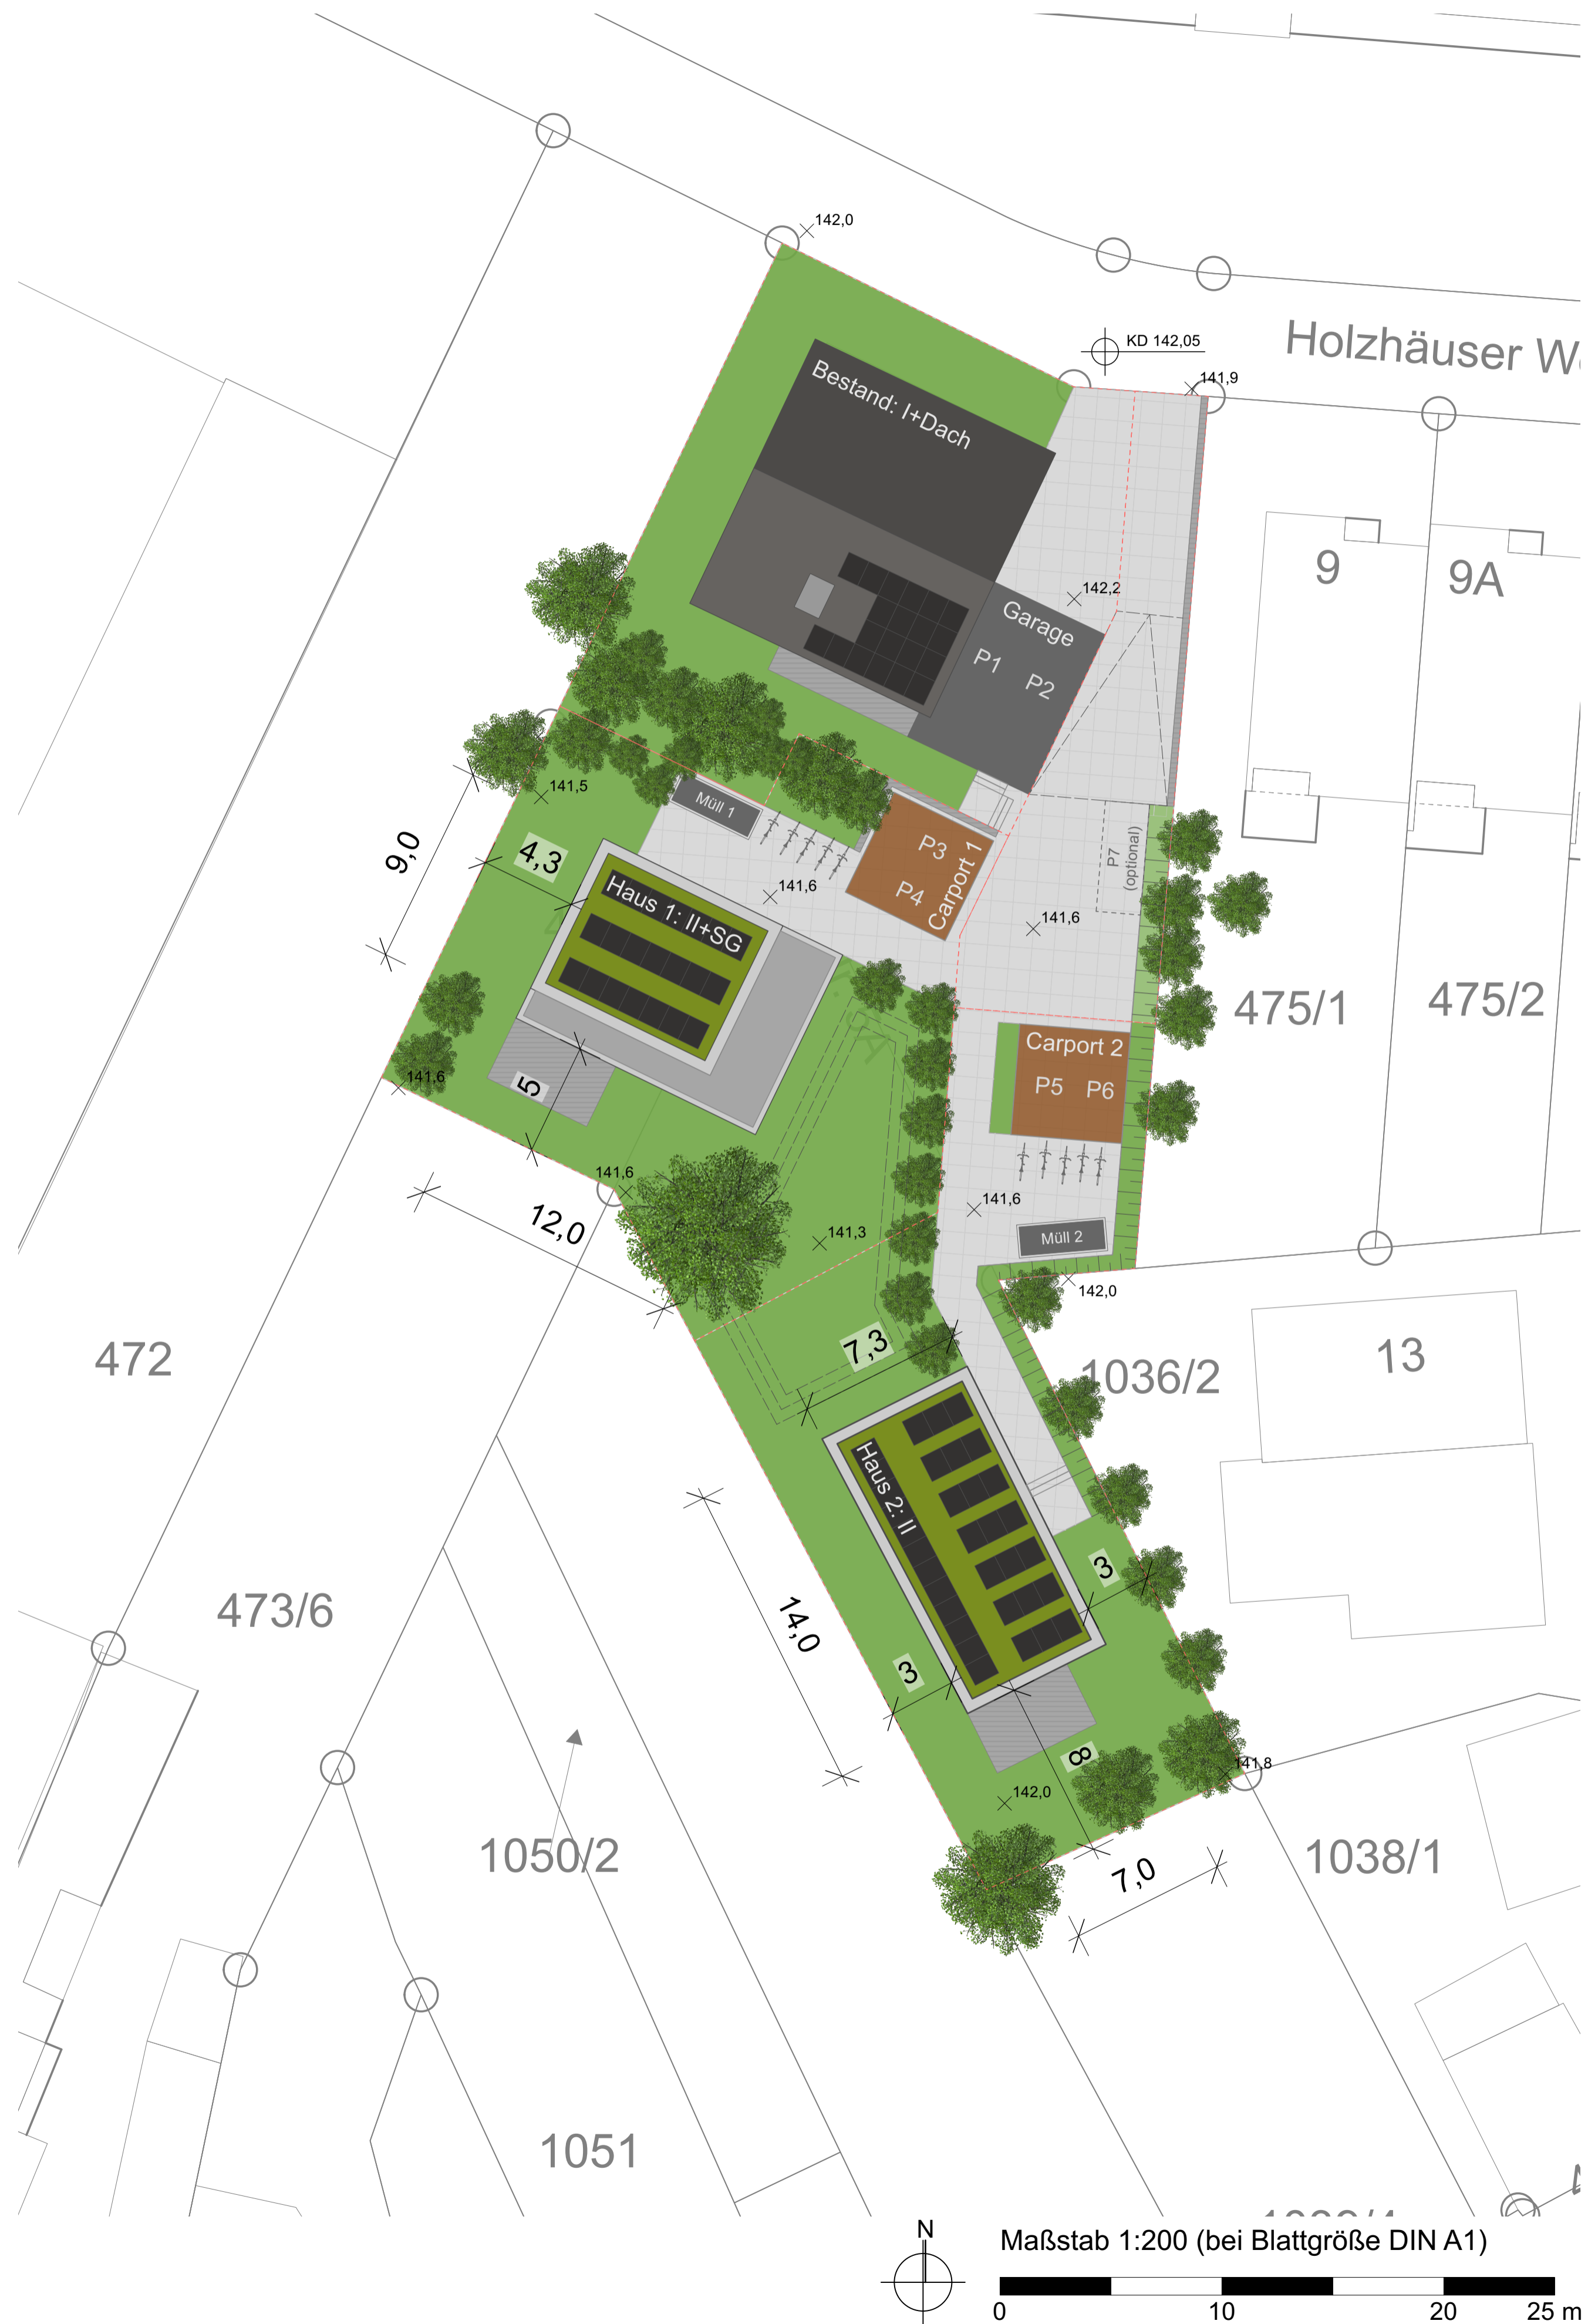 142,0
KD 142,05
Holzhäuser
141,9
Bestand: I+Dach
9
9A
142,2
Garage
P1
P2
141,5
Müll 1
9,0
4,3
P3
P4
Carport 1
P7
(optional)
Haus 1: II+SG
141,6
141,6
475/1
475/2
Carport 2
P5
P6
141,6
5
141,6
12,0
141,3
141,6
Müll 2
142,0
472
7,3
1036/2
13
Haus 2: II
3
14,0
473/6
3
8
141,8
142,0
1050/2
7,0
1038/1
1051
N
Maßstab 1:200 (bei Blattgröße DIN A1)
0
10
20
25 m